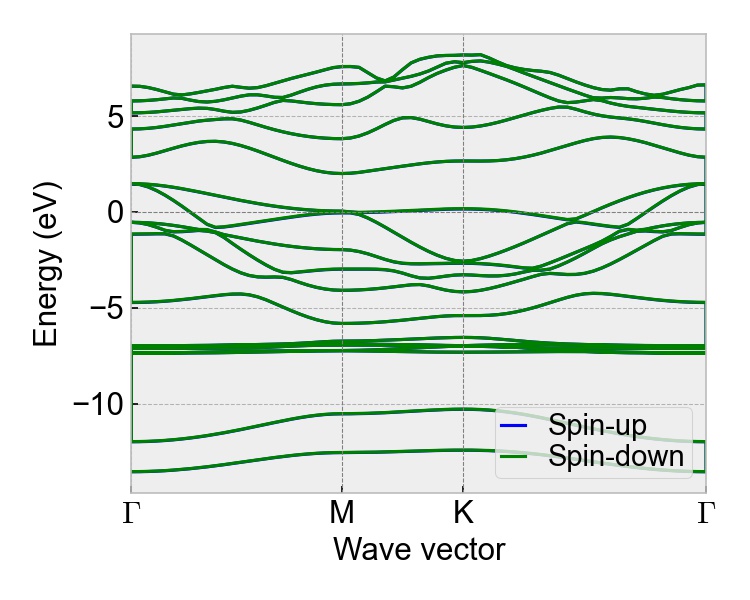 Energy (eV)
5
0
−5
−10
Spin-up
Spin-down
Γ M K Γ
Wave vector